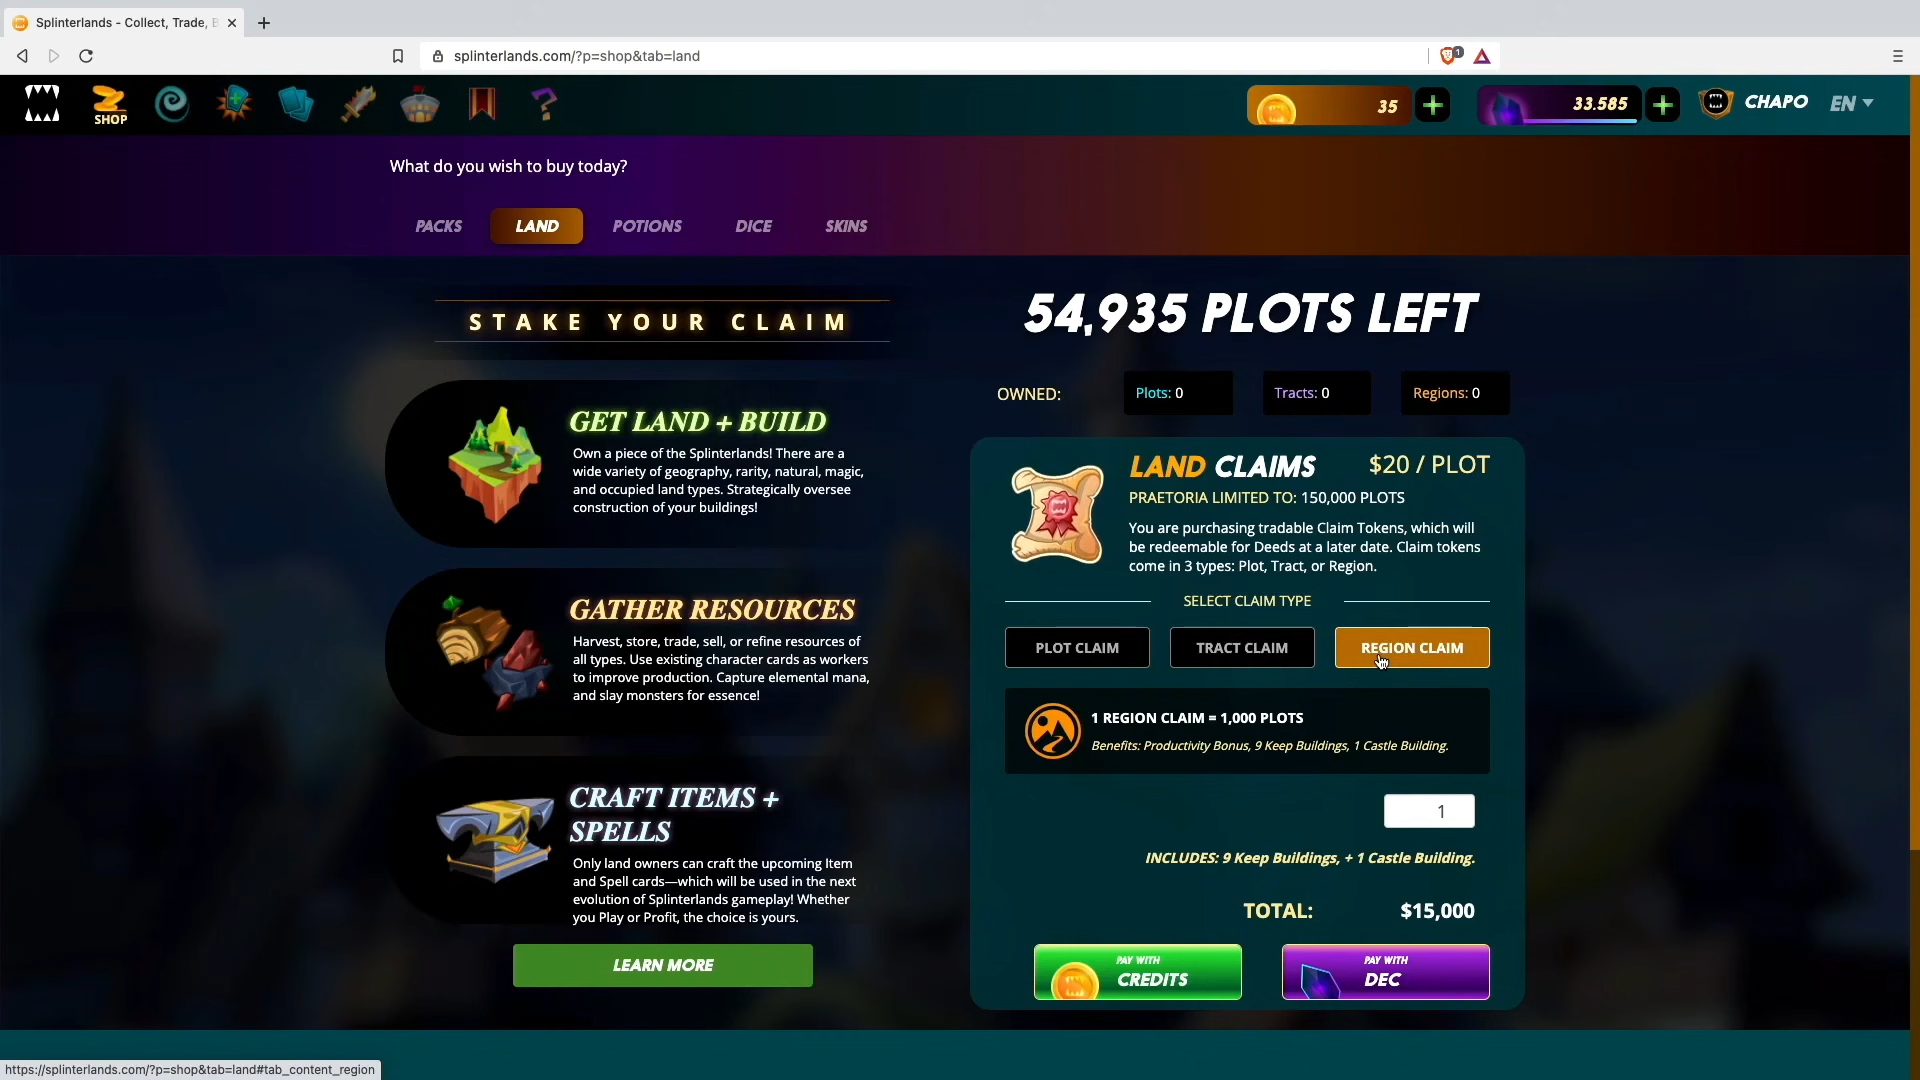 Splinterlands - Collect, Trade, B
splinterlands.com/?p=shop&tab=land
1
SHOP
35
33.585
CHAPO
EN
What do you wish to buy today?
PACKS
LAND
POTIONS
DICE
SKINS
STAKE YOUR CLAIM
GET LAND + BUILD
Own a piece of the Splinterlands! There are a
wide variety of geography, rarity, natural, magic,
and occupied land types. Strategically oversee
construction of your buildings!
GATHER RESOURCES
Harvest, store, trade, sell, or refine resources of
all types. Use existing character cards as workers
to improve production. Capture elemental mana,
and slay monsters for essence!
CRAFT ITEMS +
SPELLS
Only land owners can craft the upcoming Item
and Spell cards—which will be used in the next
evolution of Splinterlands gameplay! Whether
you Play or Profit, the choice is yours.
LEARN MORE
54,935 PLOTS LEFT
OWNED:
Plots: 0
Tracts: 0
Regions: 0
LAND CLAIMS
$20 / PLOT
PRAETORIA LIMITED TO: 150,000 PLOTS
You are purchasing tradable Claim Tokens, which will
be redeemable for Deeds at a later date. Claim tokens
come in 3 types: Plot, Tract, or Region.
SELECT CLAIM TYPE
PLOT CLAIM
TRACT CLAIM
REGION CLAIM
1 REGION CLAIM = 1,000 PLOTS
Benefits: Productivity Bonus, 9 Keep Buildings, 1 Castle Building.
1
INCLUDES: 9 Keep Buildings, + 1 Castle Building.
TOTAL:
$15,000
PAY WITH
CREDITS
PAY WITH
DEC
https://splinterlands.com/?p=shop&tab=land#tab_content_region